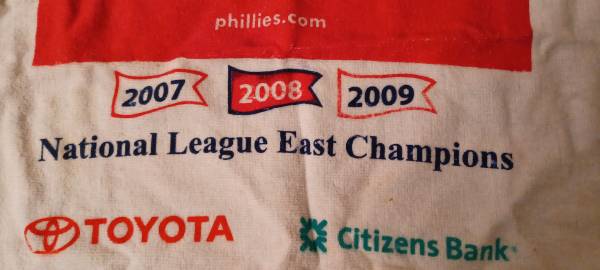 phillies.com
2007 2008 2009
National League East Champions
TOYOTA Citizens Bank